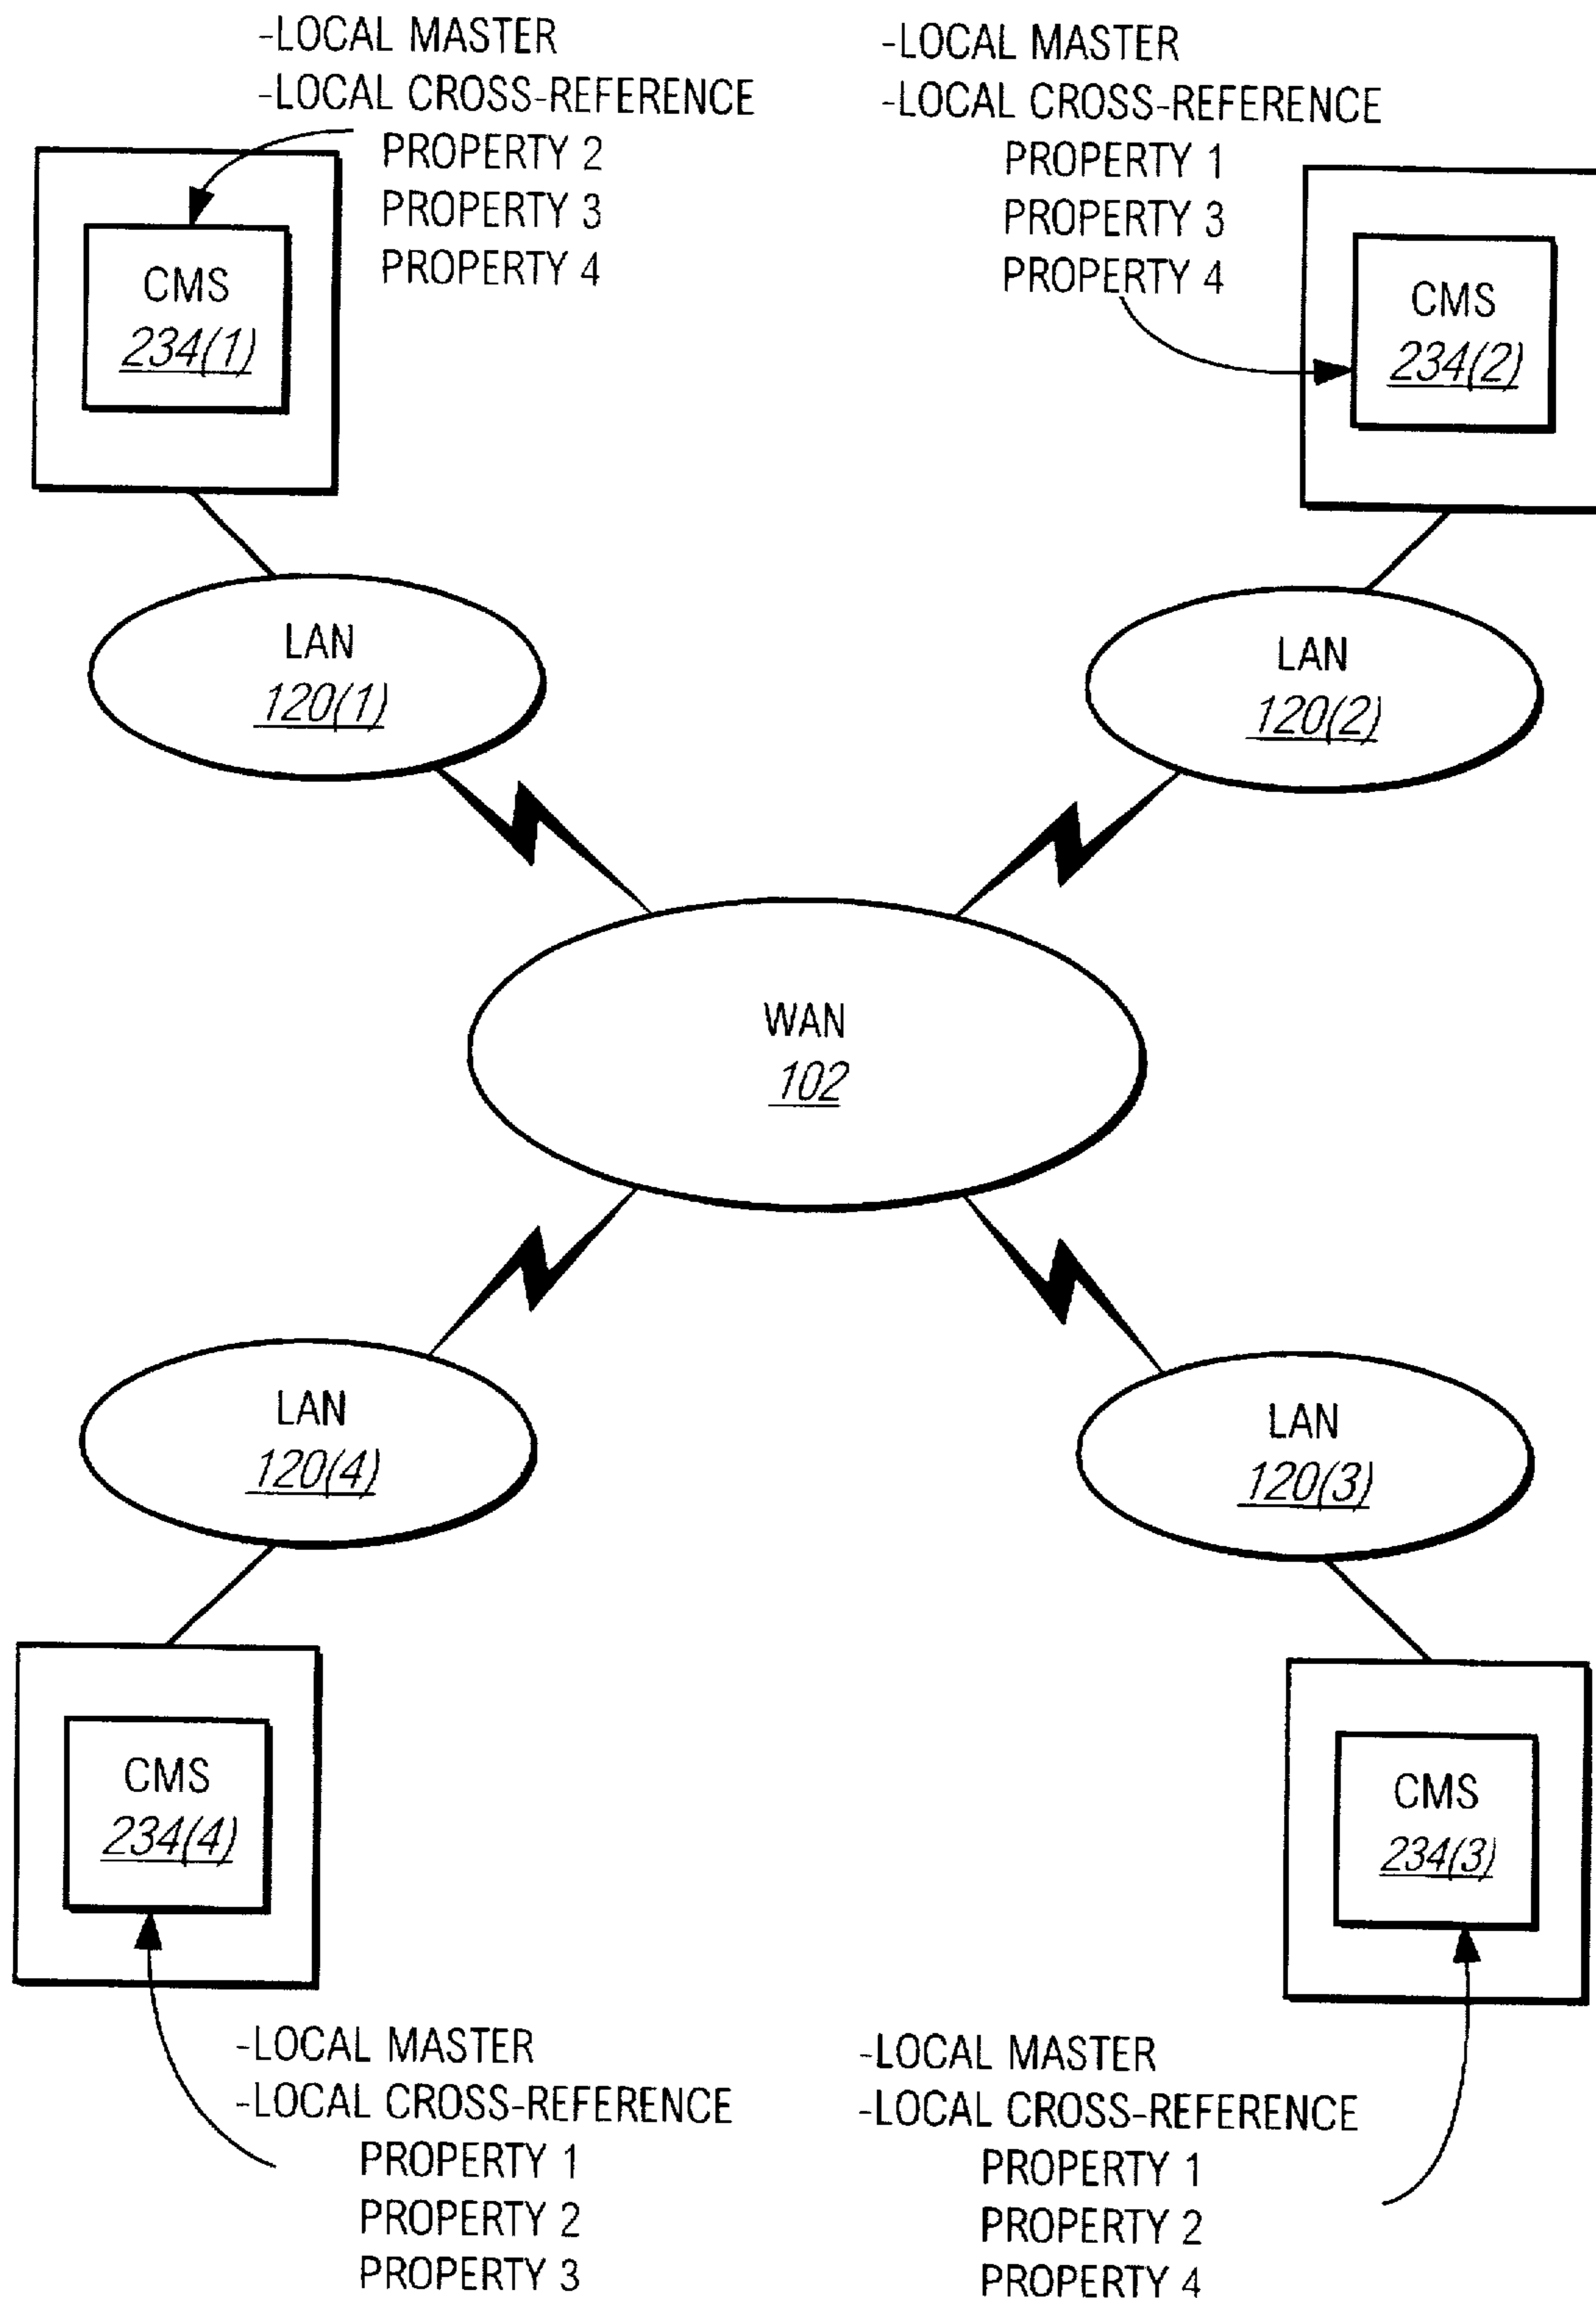 -LOCAL MASTER
-LOCAL CROSS-REFERENCE
PROPERTY 2
PROPERTY 3
PROPERTY 4
CMS
234(1)
-LOCAL MASTER
-LOCAL CROSS-REFERENCE
PROPERTY 1
PROPERTY 3
PROPERTY 4
CMS
234(2)
LAN
120(1)
LAN
120(2)
WAN
102
LAN
120(4)
LAN
120(3)
CMS
234(4)
CMS
234(3)
-LOCAL MASTER
-LOCAL CROSS-REFERENCE
PROPERTY 1
PROPERTY 2
PROPERTY 3
-LOCAL MASTER
-LOCAL CROSS-REFERENCE
PROPERTY 1
PROPERTY 2
PROPERTY 4